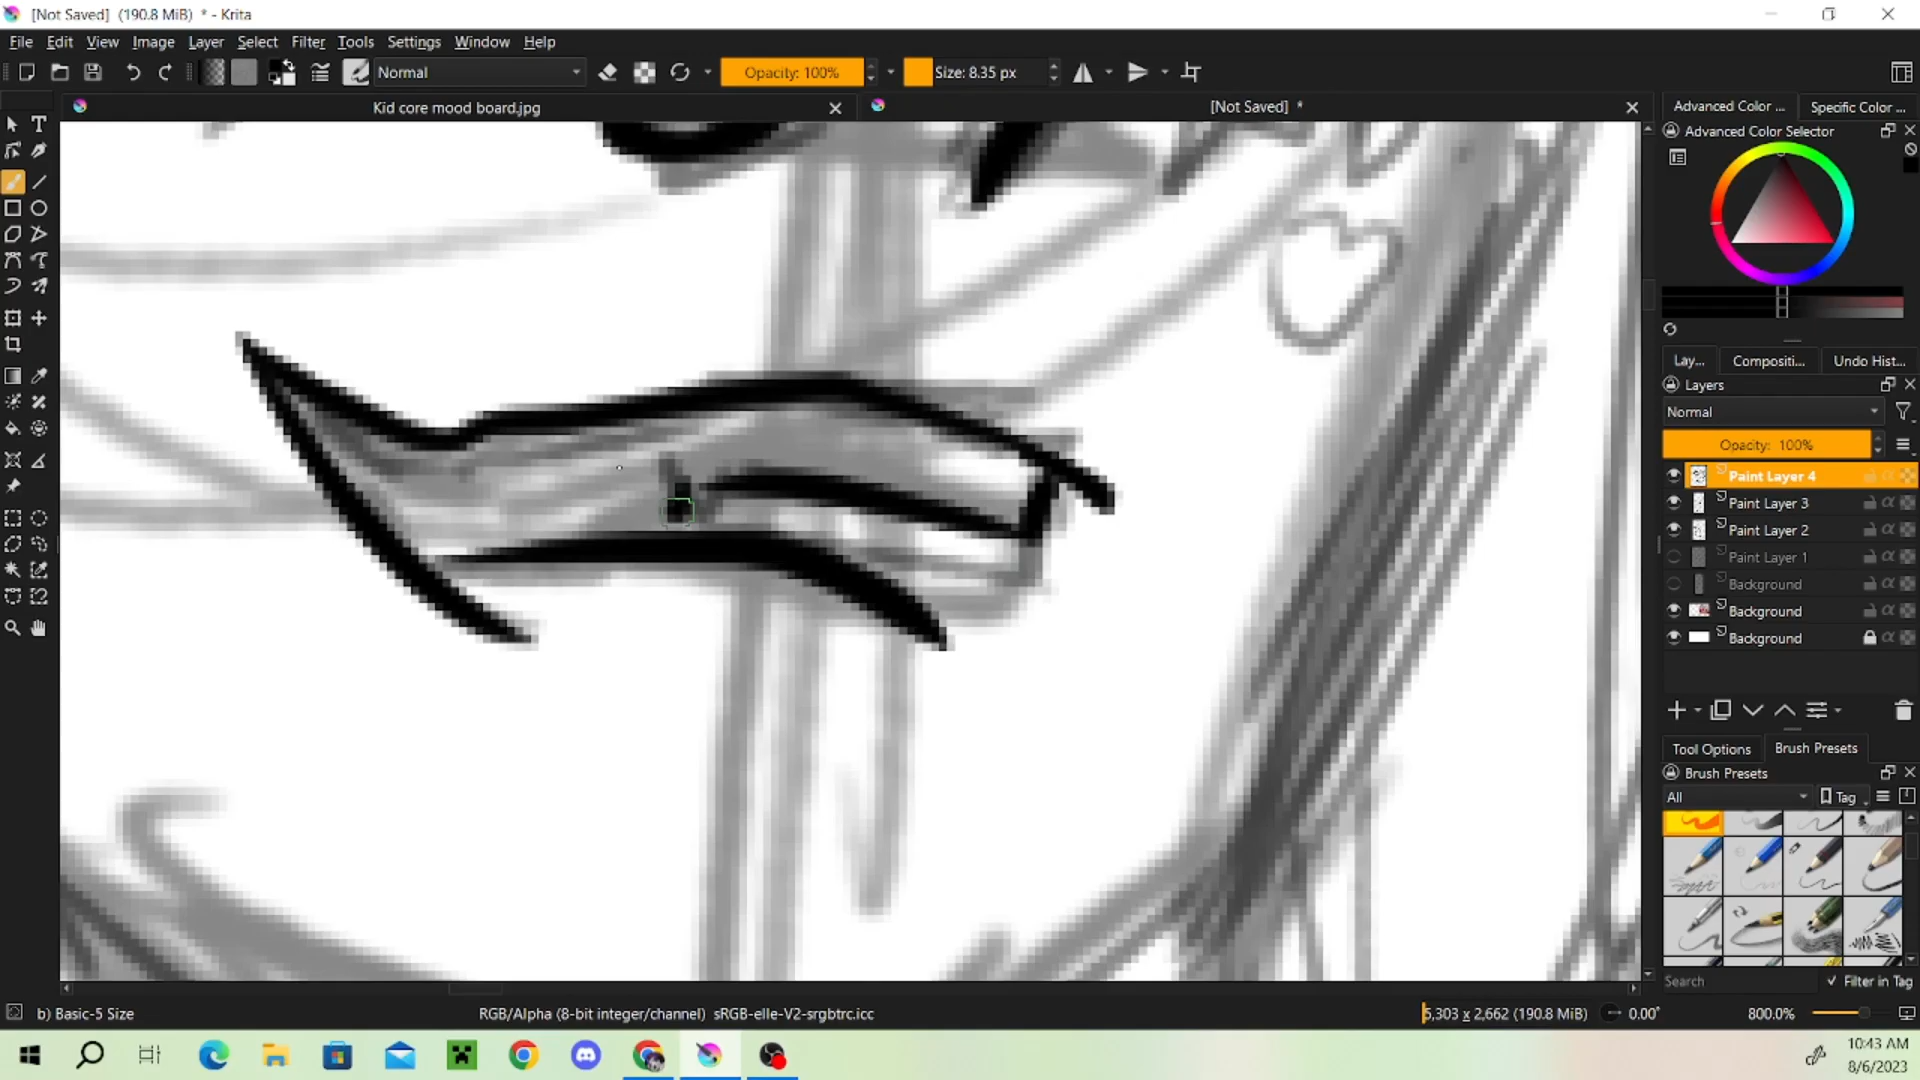 [Not Saved]  (190.8 MiB)  * - Krita
File Edit View Image Layer Select Filter Tools Settings Window Help
Normal Opacity: 100% Size: 8.35 px
Kid core mood board.jpg [Not Saved] *
Advanced Color ... Specific Color ...
Advanced Color Selector
Lay... Compositi... Undo Hist...
Layers
Normal
Opacity: 100%
Paint Layer 4
Paint Layer 3
Paint Layer 2
Paint Layer 1
Background
Background
Background
Tool Options Brush Presets
Brush Presets
All Tag
Search Filter in Tag
b) Basic-5 Size RGB/Alpha (8-bit integer/channel)  sRGB-elle-V2-srgbtrc.icc 5,303 x 2,662 (190.8 MiB) 0.00° 800.0%
10:43 AM
8/6/2023